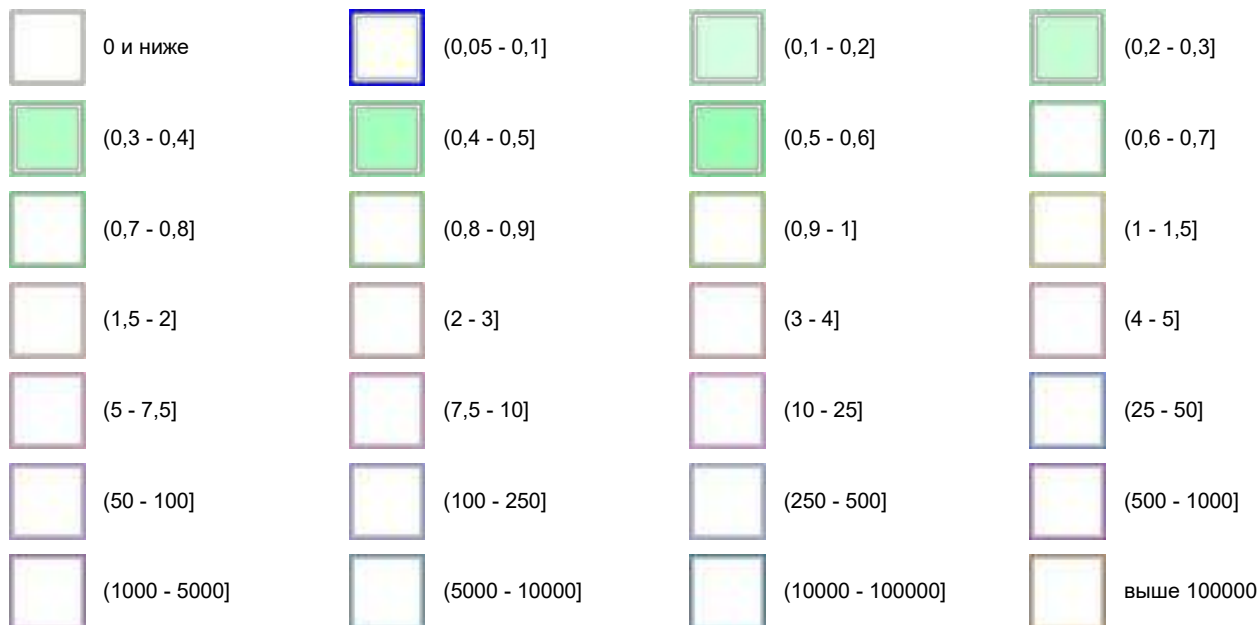 0 и ниже (0,05 - 0,1] (0,1 - 0,2] (0,2 - 0,3]
(0,3 - 0,4] (0,4 - 0,5] (0,5 - 0,6] (0,6 - 0,7]
(0,7 - 0,8] (0,8 - 0,9] (0,9 - 1] (1 - 1,5]
(1,5 - 2] (2 - 3] (3 - 4] (4 - 5]
(5 - 7,5] (7,5 - 10] (10 - 25] (25 - 50]
(50 - 100] (100 - 250] (250 - 500] (500 - 1000]
(1000 - 5000] (5000 - 10000] (10000 - 100000] выше 100000